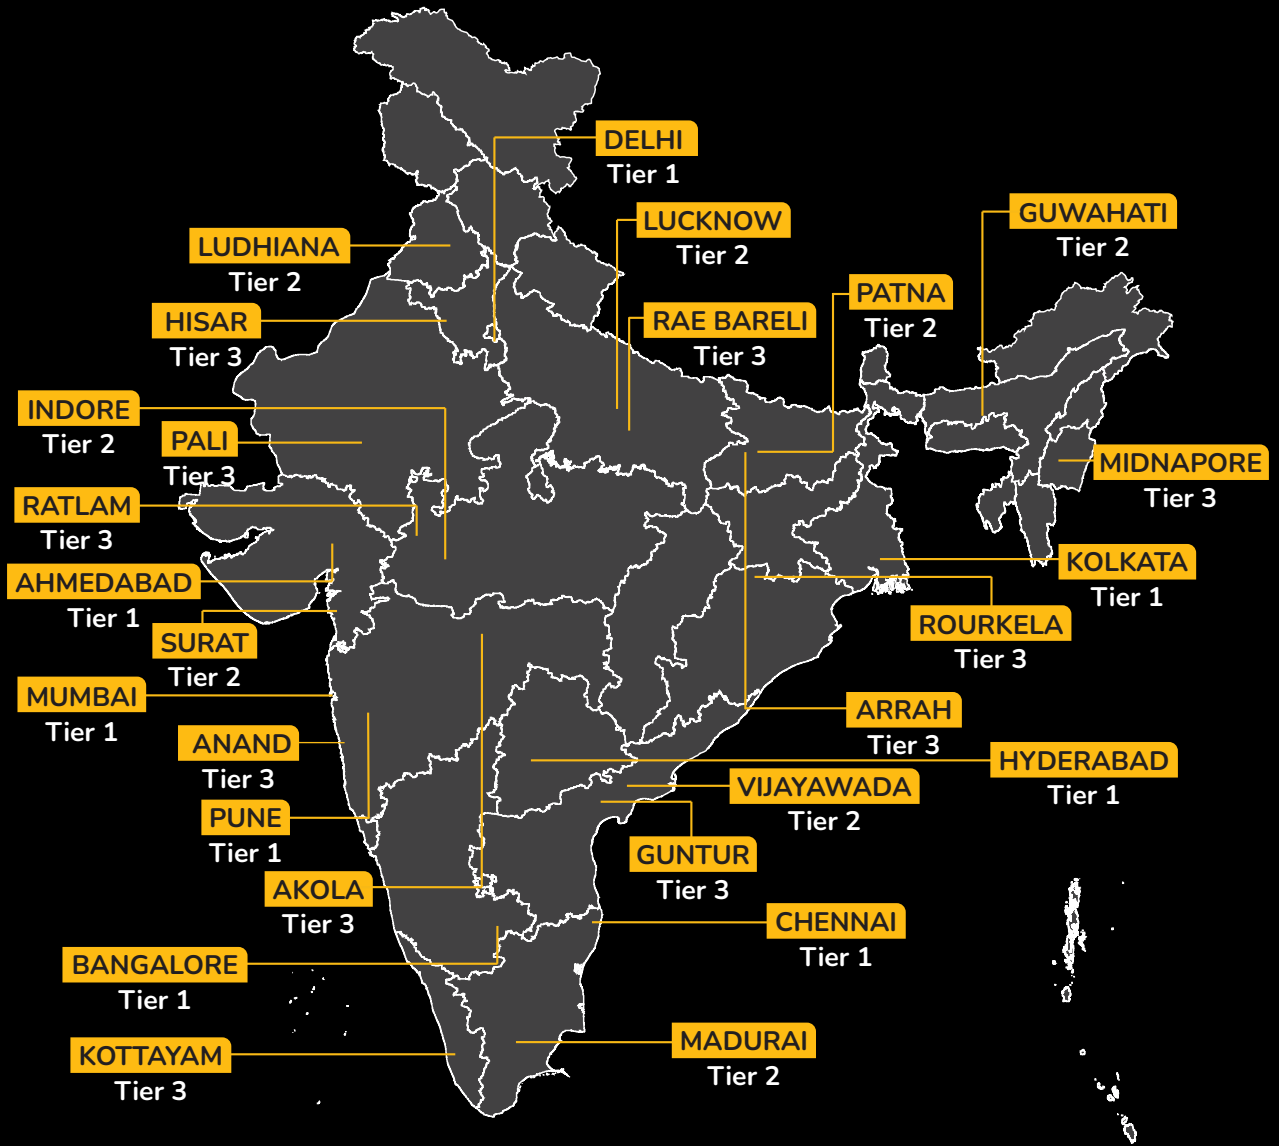 DELHI
Tier 1
GUWAHATI
Tier 2
LUCKNOW
Tier 2
LUDHIANA
Tier 2
PATNA
Tier 2
HISAR
Tier 3
RAE BARELI
Tier 3
INDORE
Tier 2
PALI
Tier 3
MIDNAPORE
Tier 3
RATLAM
Tier 3
KOLKATA
Tier 1
AHMEDABAD
Tier 1
ROURKELA
Tier 3
SURAT
Tier 2
MUMBAI
Tier 1
ARRAH
Tier 3
ANAND
Tier 3
HYDERABAD
Tier 1
VIJAYAWADA
Tier 2
PUNE
Tier 1
GUNTUR
Tier 3
AKOLA
Tier 3
CHENNAI
Tier 1
BANGALORE
Tier 1
MADURAI
Tier 2
KOTTAYAM
Tier 3